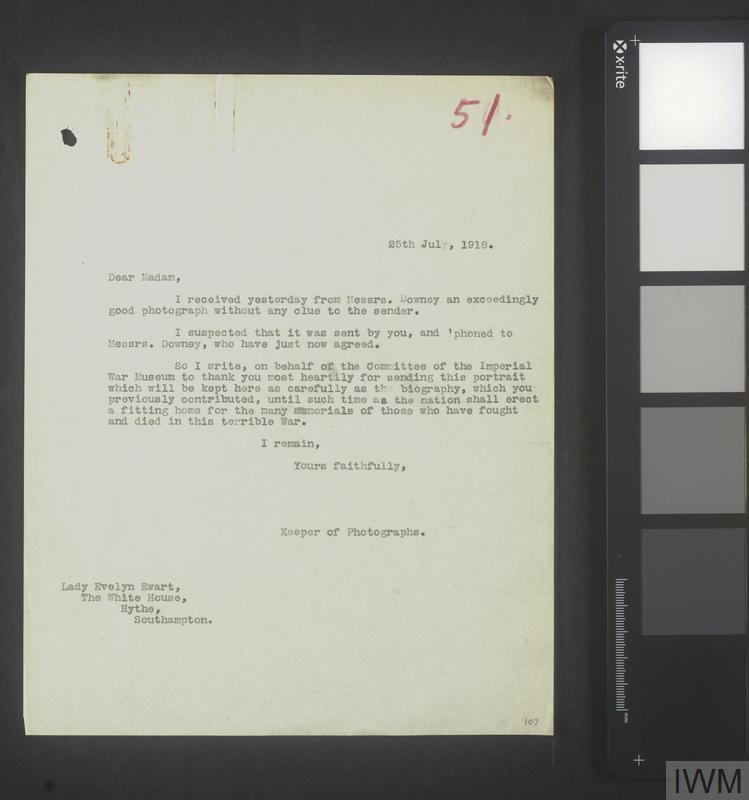 51.
25th July, 1918.
Dear Madam,
I received yesterday from Messrs. Downey an exceedingly
good photograph without any clue to the sender.
I suspected that it was sent by you, and 'phoned to
Messrs. Downey, who have just now agreed.
So I write, on behalf of the Committee of the Imperial
War Museum to thank you most heartily for sending this portrait
which will be kept here as carefully as the biography, which you
previously contributed, until such time as the nation shall erect
a fitting home for the many memorials of those who have fought
and died in this terrible War.
I remain,
Yours faithfully,
Keeper of Photographs.
Lady Evelyn Ewart,
The White House,
Hythe,
Southampton.
107
x·rite
mm
IWM